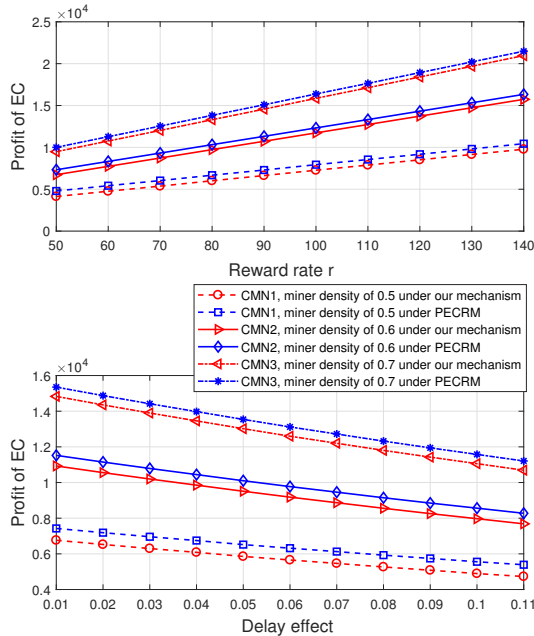 ×10⁴
2.5
2
1.5
1
0.5
0
Profit of EC
50 60 70 80 90 100 110 120 130 140
Reward rate r
CMN1, miner density of 0.5 under our mechanism
CMN1, miner density of 0.5 under PECRM
CMN2, miner density of 0.6 under our mechanism
CMN2, miner density of 0.6 under PECRM
CMN3, miner density of 0.7 under our mechanism
CMN3, miner density of 0.7 under PECRM
×10⁴
1.6
1.4
1.2
1
0.8
0.6
0.4
Profit of EC
0.01 0.02 0.03 0.04 0.05 0.06 0.07 0.08 0.09 0.1 0.11
Delay effect